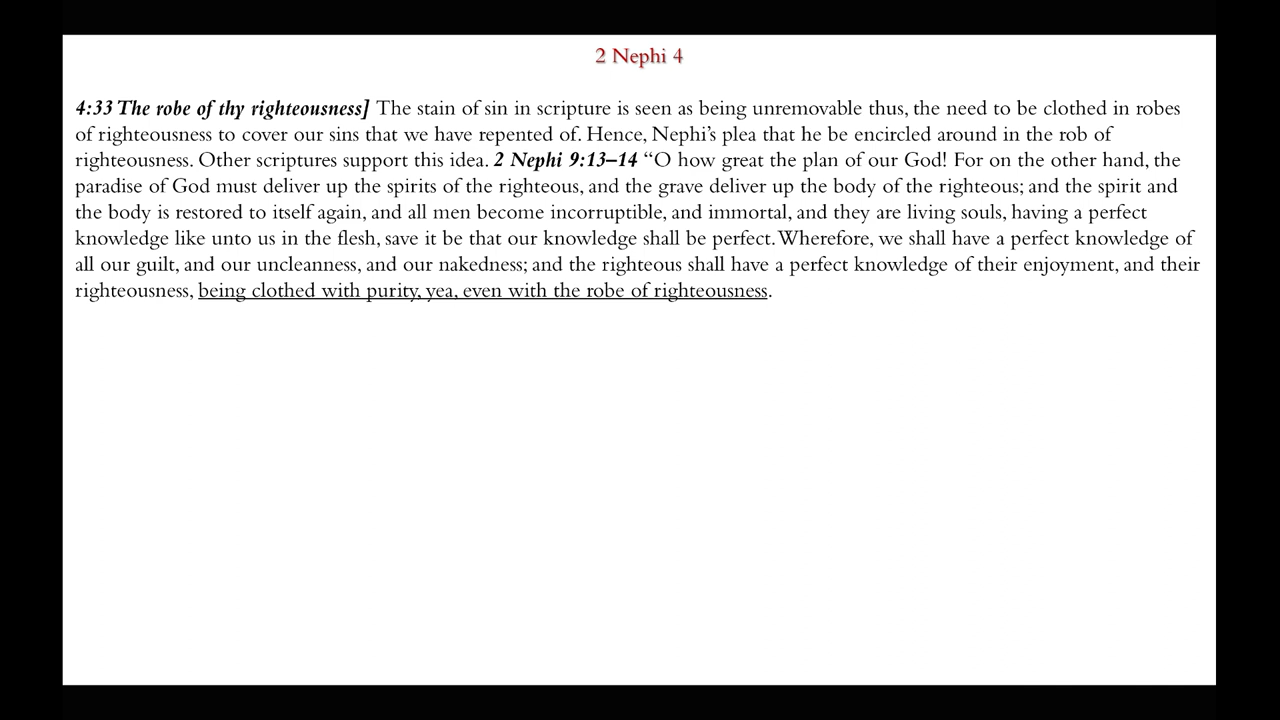 2 Nephi 4
4:33 The robe of thy righteousness] The stain of sin in scripture is seen as being unremovable thus, the need to be clothed in robes
of righteousness to cover our sins that we have repented of. Hence, Nephi’s plea that he be encircled around in the rob of
righteousness. Other scriptures support this idea. 2 Nephi 9:13–14 “O how great the plan of our God! For on the other hand, the
paradise of God must deliver up the spirits of the righteous, and the grave deliver up the body of the righteous; and the spirit and
the body is restored to itself again, and all men become incorruptible, and immortal, and they are living souls, having a perfect
knowledge like unto us in the flesh, save it be that our knowledge shall be perfect. Wherefore, we shall have a perfect knowledge of
all our guilt, and our uncleanness, and our nakedness; and the righteous shall have a perfect knowledge of their enjoyment, and their
righteousness, being clothed with purity, yea, even with the robe of righteousness.